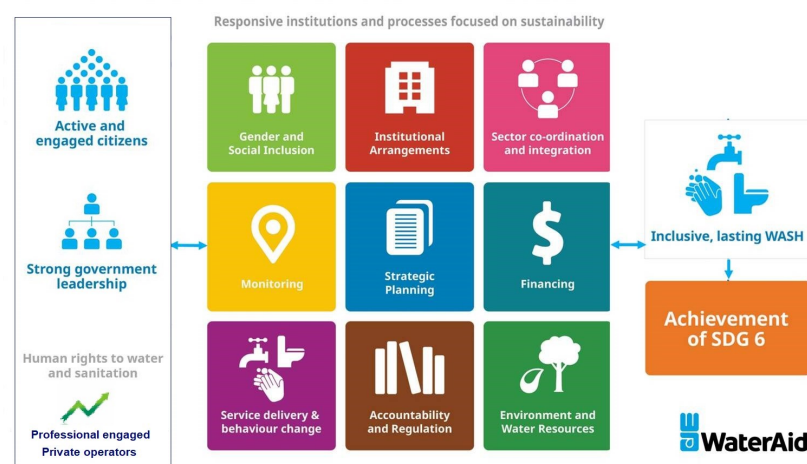 Responsive institutions and processes focused on sustainability
Active and
engaged citizens
Strong government
leadership
Human rights to water
and sanitation
Professional engaged
Private operators
Gender and
Social Inclusion
Institutional
Arrangements
Sector co-ordination
and integration
Monitoring
Strategic
Planning
Financing
Service delivery &
behaviour change
Accountability
and Regulation
Environment and
Water Resources
Inclusive, lasting WASH
Achievement
of SDG 6
WaterAid